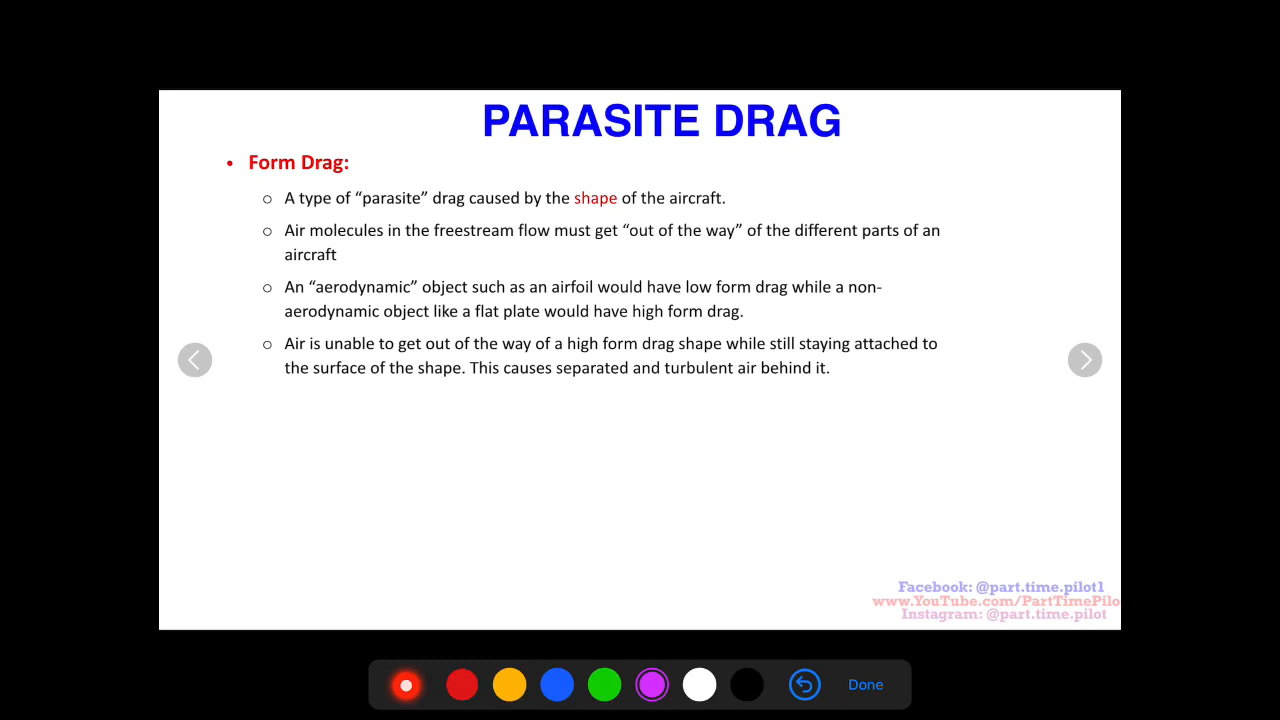 PARASITE DRAG
• Form Drag:
○ A type of “parasite” drag caused by the shape of the aircraft.
○ Air molecules in the freestream flow must get “out of the way” of the different parts of an
aircraft
○ An “aerodynamic” object such as an airfoil would have low form drag while a non-
aerodynamic object like a flat plate would have high form drag.
○ Air is unable to get out of the way of a high form drag shape while still staying attached to
the surface of the shape. This causes separated and turbulent air behind it.
Facebook: @part.time.pilot1
www.YouTube.com/PartTimePilo
Instagram: @part.time.pilot
Done